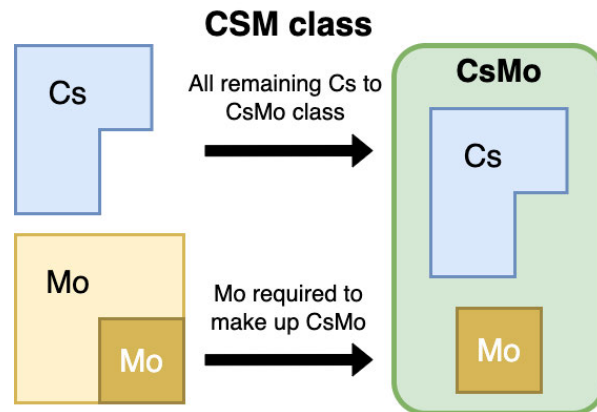 CSM class
Cs
All remaining Cs to
CsMo class
CsMo
Cs
Mo
Mo
Mo required to
make up CsMo
Mo